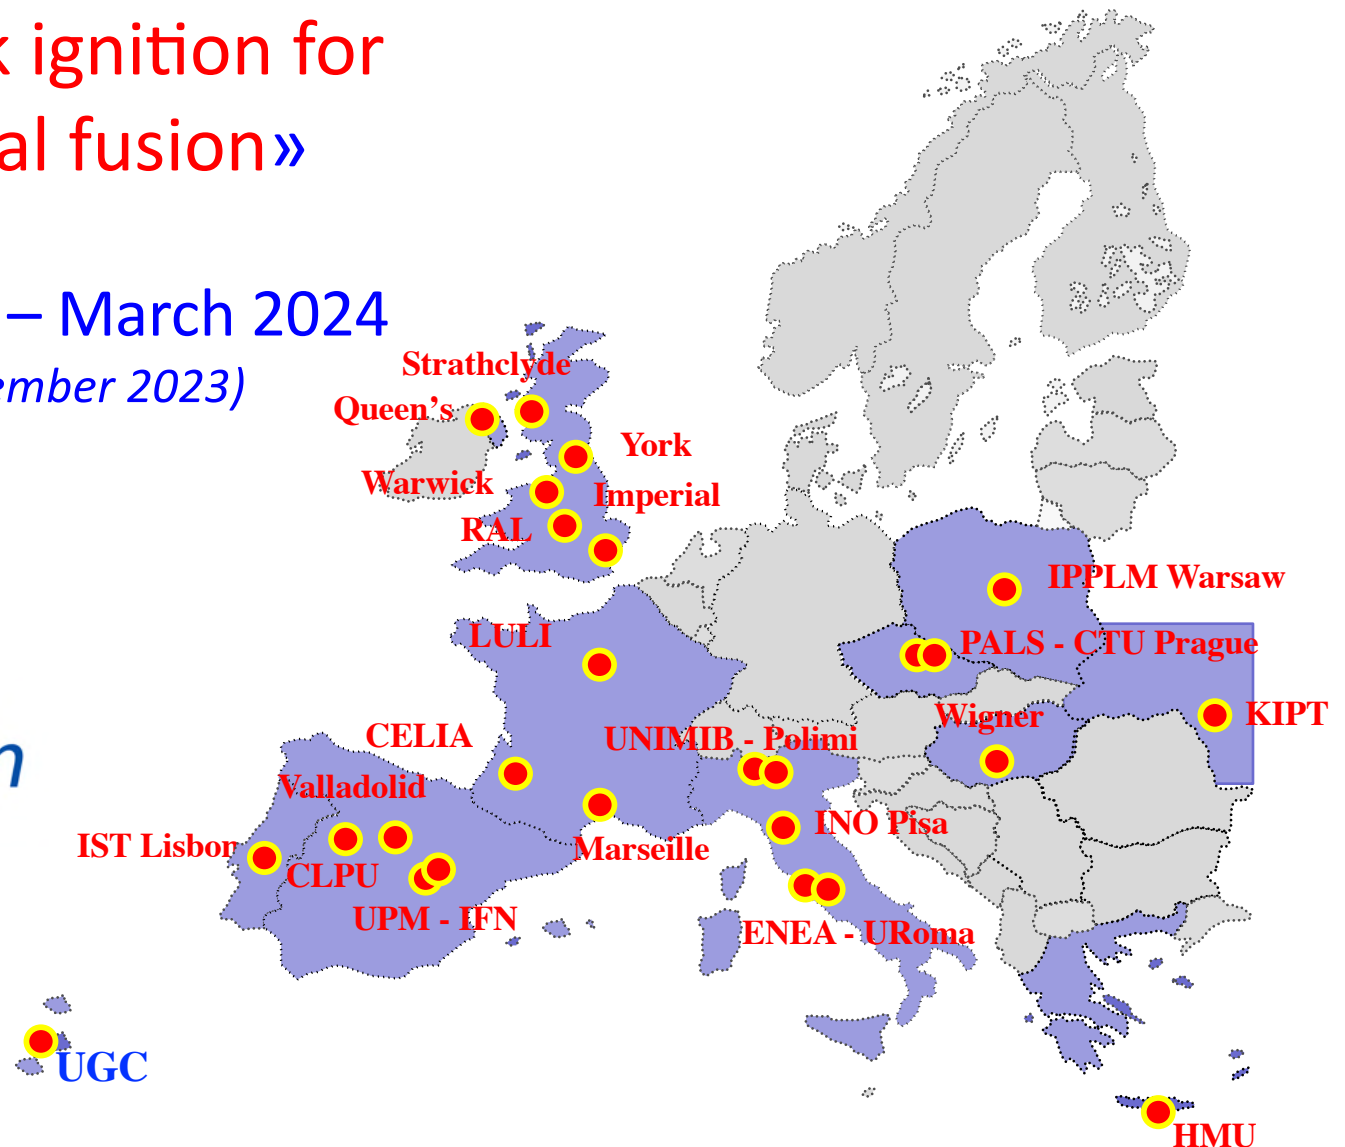 k ignition for
al fusion»
– March 2024
ember 2023)
Strathclyde
Queen's
York
Warwick
Imperial
RAL
IPPLM Warsaw
LULI
PALS - CTU Prague
Wigner
KIPT
CELIA
UNIMIB - Polimi
n
Valladolid
INO Pisa
IST Lisbon
Marseille
CLPU
UPM - IFN
ENEA - URoma
UGC
HMU